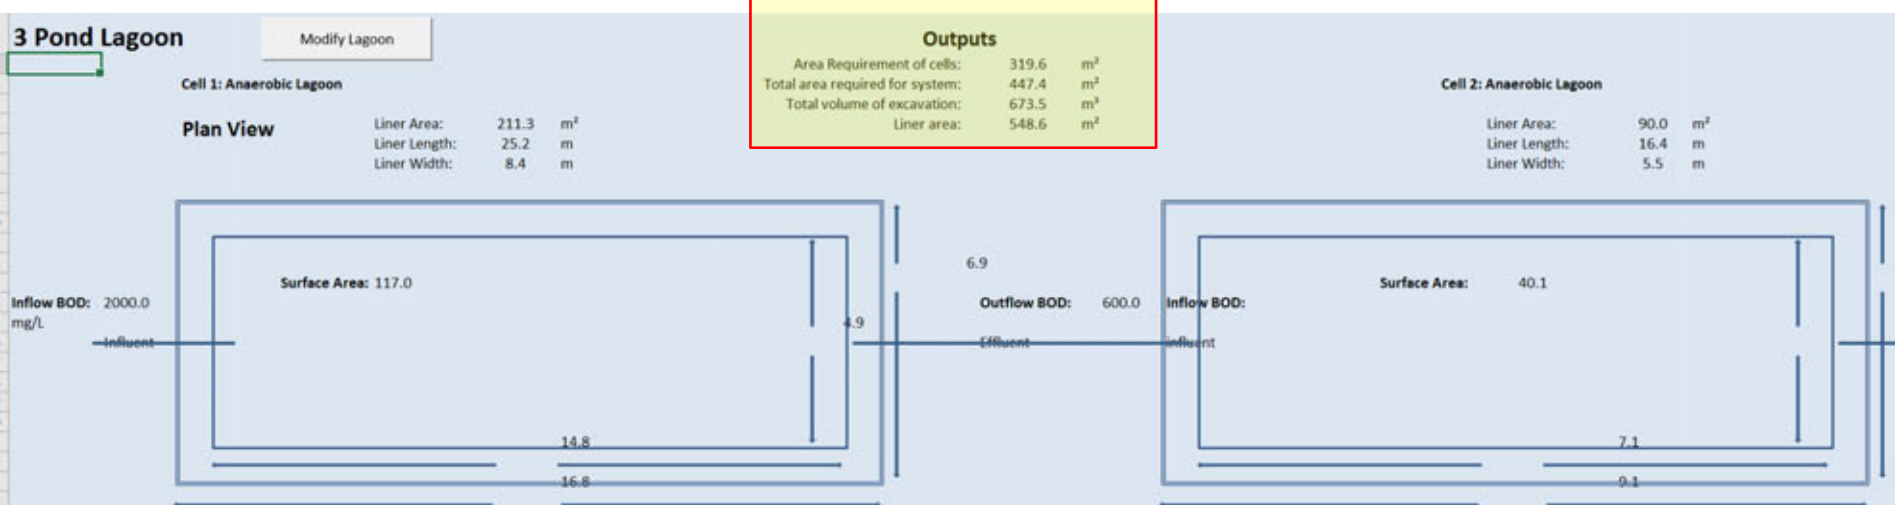 3 Pond Lagoon
Modify Lagoon
Outputs
Area Requirement of cells: 319.6 m²
Total area required for system: 447.4 m²
Total volume of excavation: 673.5 m³
Liner area: 548.6 m²
Cell 1: Anaerobic Lagoon
Plan View
Liner Area: 211.3 m²
Liner Length: 25.2 m
Liner Width: 8.4 m
Cell 2: Anaerobic Lagoon
Liner Area: 90.0 m²
Liner Length: 16.4 m
Liner Width: 5.5 m
Inflow BOD: 2000.0
mg/L
Influent
Surface Area: 117.0
4.9
6.9
14.8
16.8
Outflow BOD: 600.0
Effluent
Inflow BOD:
influent
Surface Area: 40.1
7.1
9.1